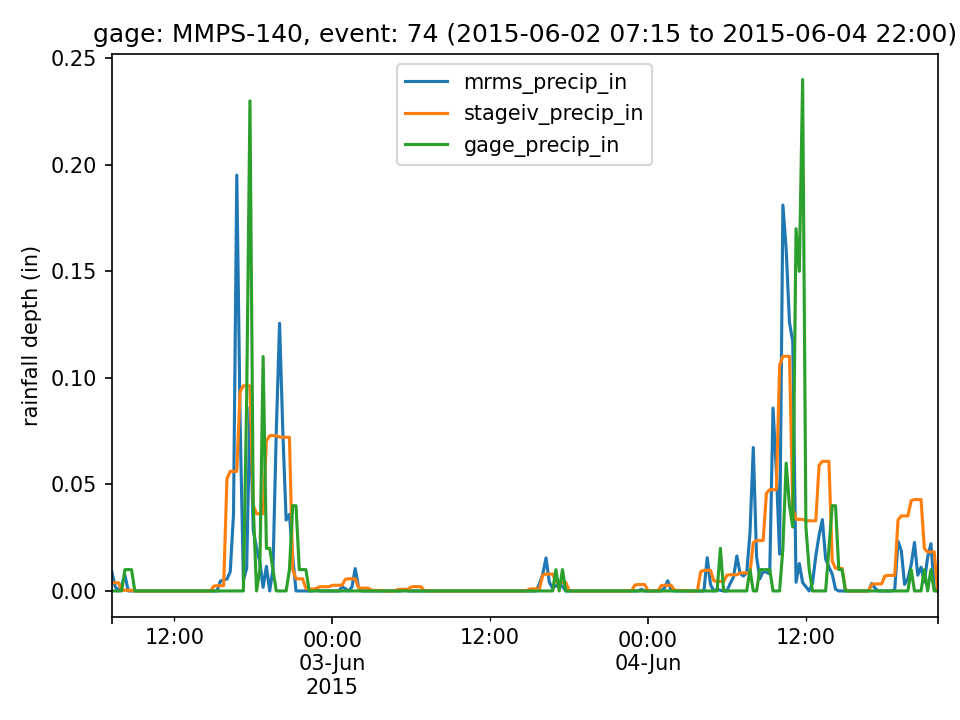 gage: MMPS-140, event: 74 (2015-06-02 07:15 to 2015-06-04 22:00)
mrms_precip_in
stageiv_precip_in
gage_precip_in
rainfall depth (in)
0.25
0.20
0.15
0.10
0.05
0.00
12:00 00:00 12:00 00:00 12:00
03-Jun 04-Jun
2015